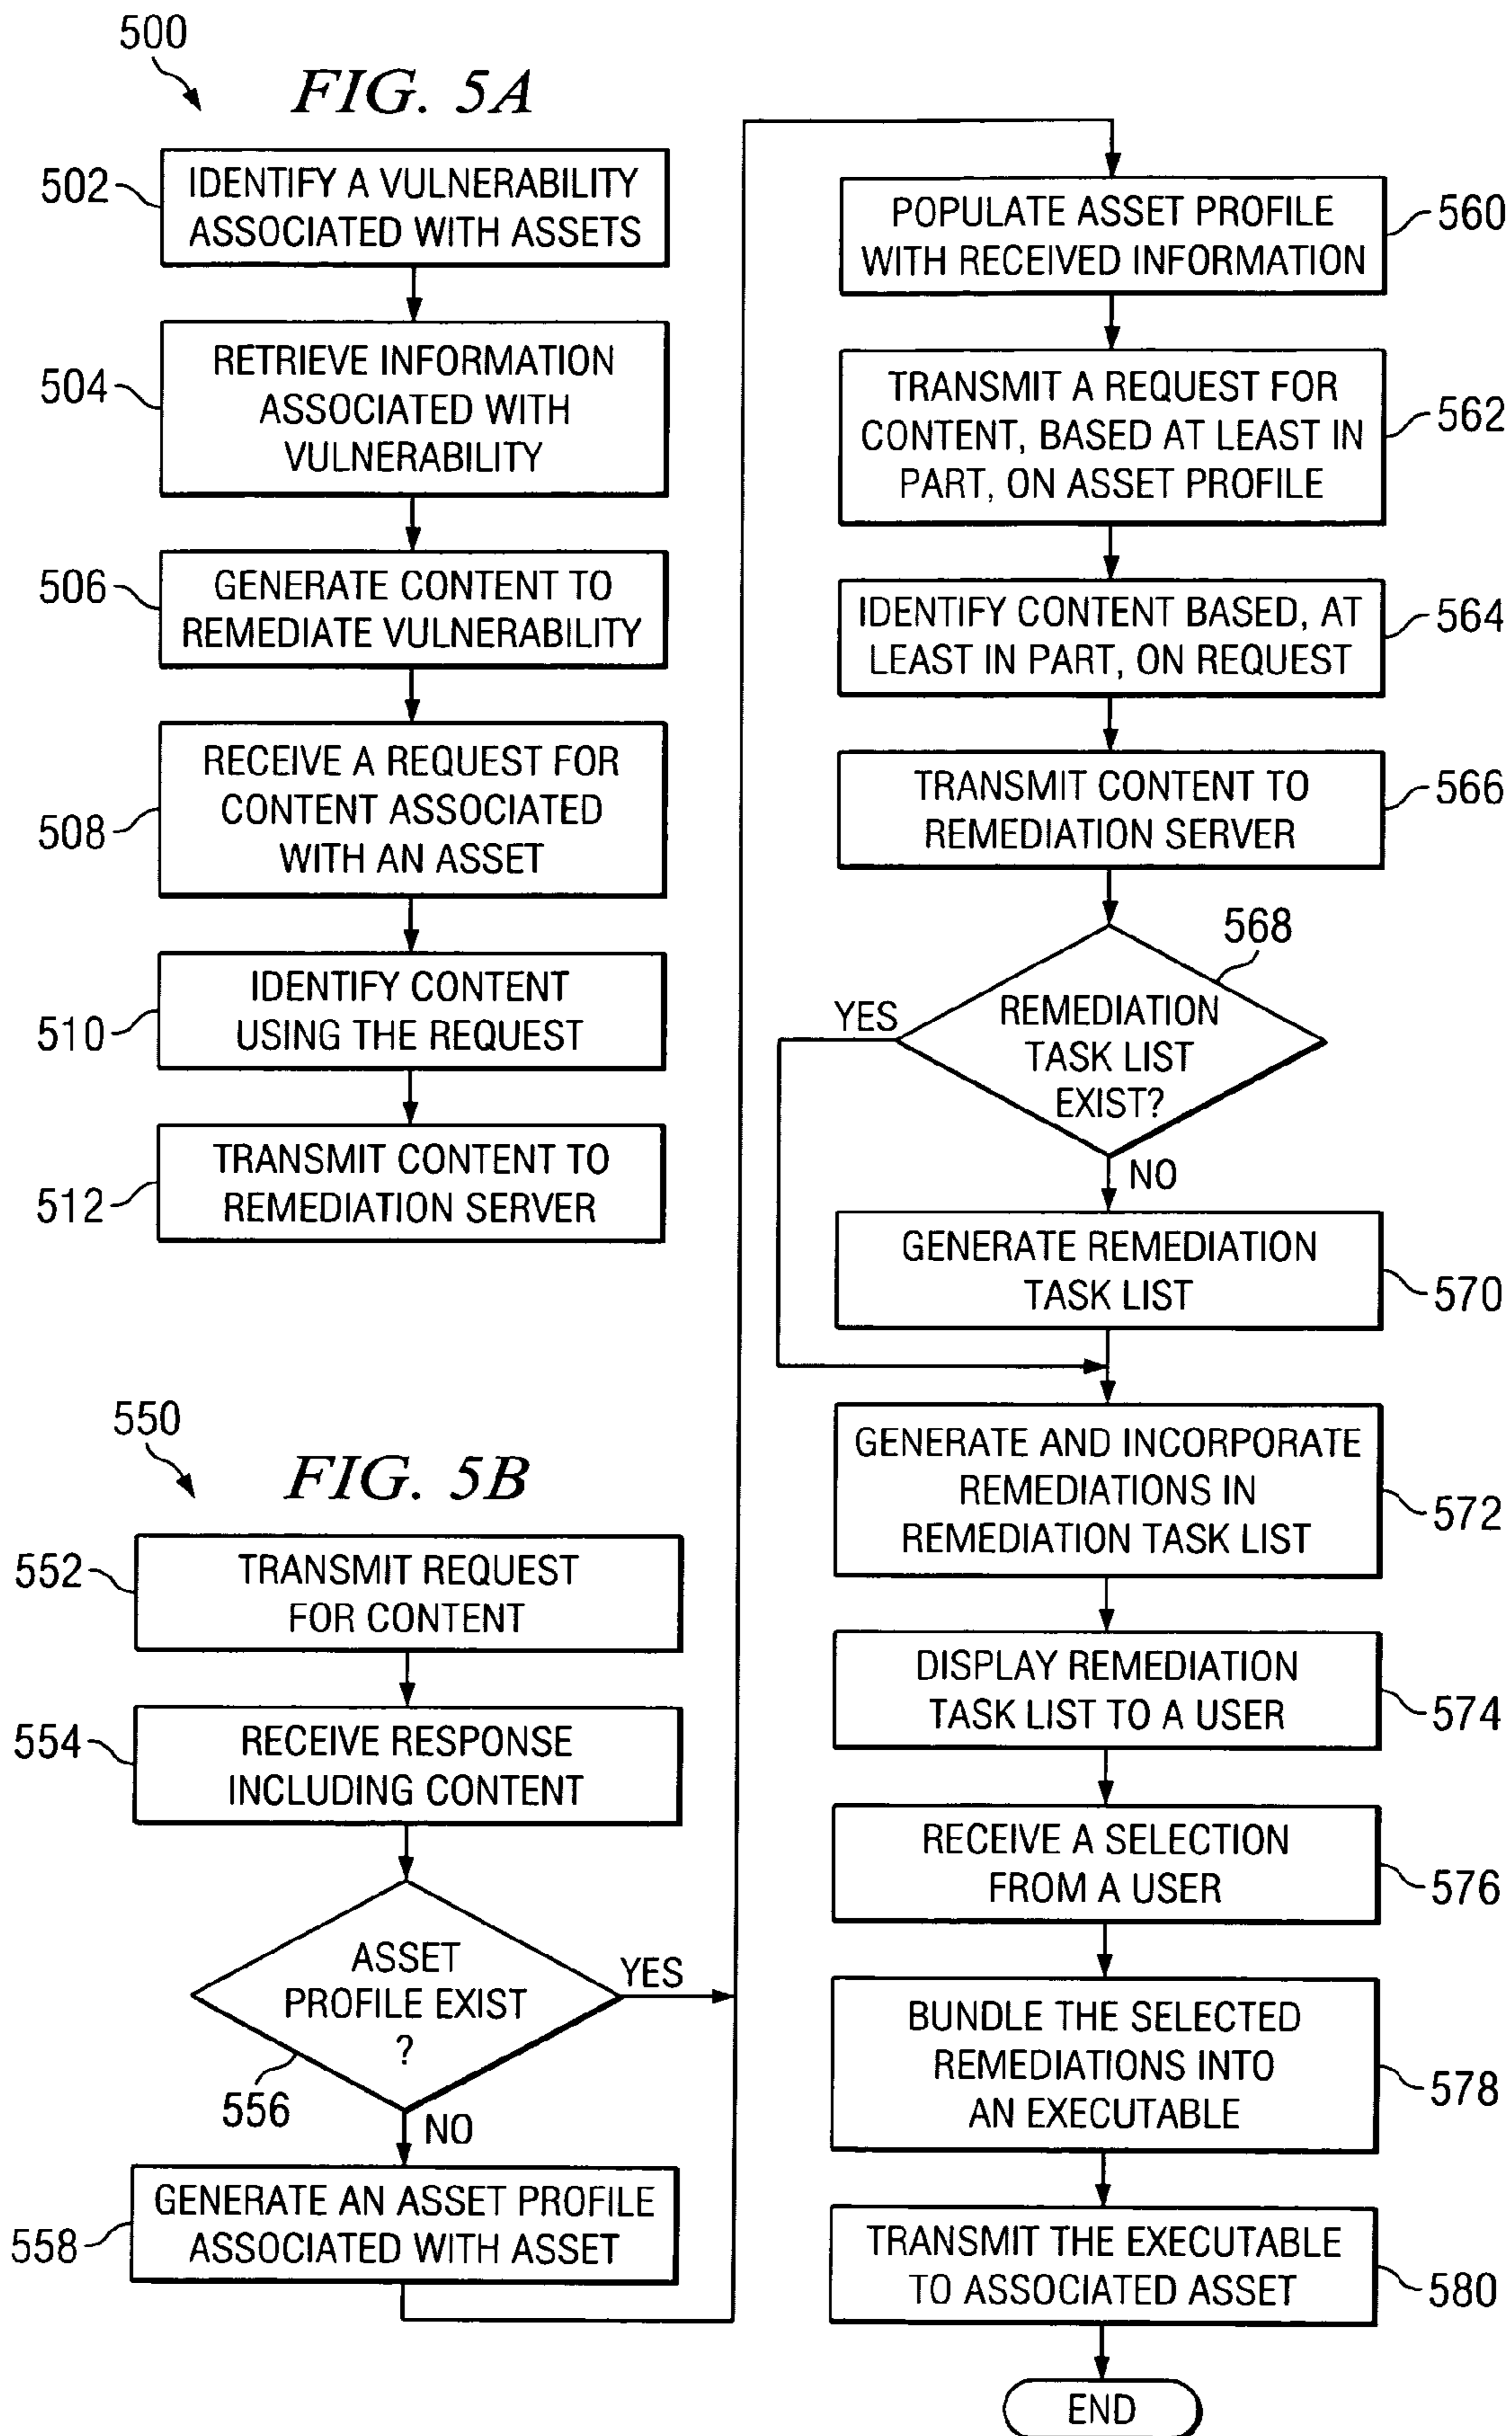 500
FIG. 5A
502
IDENTIFY A VULNERABILITY
ASSOCIATED WITH ASSETS
504
RETRIEVE INFORMATION
ASSOCIATED WITH
VULNERABILITY
506
GENERATE CONTENT TO
REMEDIATE VULNERABILITY
508
RECEIVE A REQUEST FOR
CONTENT ASSOCIATED
WITH AN ASSET
510
IDENTIFY CONTENT
USING THE REQUEST
512
TRANSMIT CONTENT TO
REMEDIATION SERVER
550
FIG. 5B
552
TRANSMIT REQUEST
FOR CONTENT
554
RECEIVE RESPONSE
INCLUDING CONTENT
ASSET
PROFILE EXIST
?
YES
556
NO
558
GENERATE AN ASSET PROFILE
ASSOCIATED WITH ASSET
POPULATE ASSET PROFILE
WITH RECEIVED INFORMATION
560
TRANSMIT A REQUEST FOR
CONTENT, BASED AT LEAST IN
PART, ON ASSET PROFILE
562
IDENTIFY CONTENT BASED, AT
LEAST IN PART, ON REQUEST
564
TRANSMIT CONTENT TO
REMEDIATION SERVER
566
568
YES
REMEDIATION
TASK LIST
EXIST?
NO
GENERATE REMEDIATION
TASK LIST
570
GENERATE AND INCORPORATE
REMEDIATIONS IN
REMEDIATION TASK LIST
572
DISPLAY REMEDIATION
TASK LIST TO A USER
574
RECEIVE A SELECTION
FROM A USER
576
BUNDLE THE SELECTED
REMEDIATIONS INTO
AN EXECUTABLE
578
TRANSMIT THE EXECUTABLE
TO ASSOCIATED ASSET
580
END